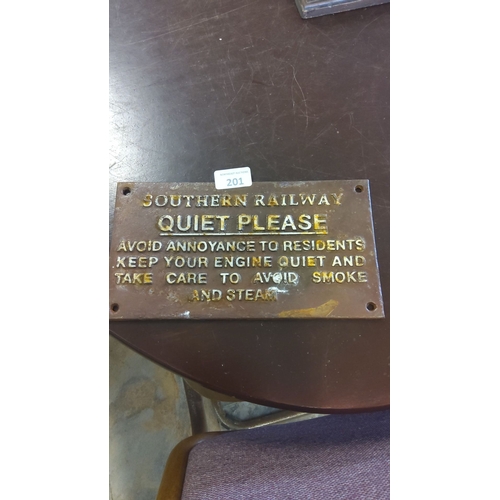 201
SOUTHERN RAILWAY
QUIET PLEASE
AVOID ANNOYANCE TO RESIDENTS
KEEP YOUR ENGINE QUIET AND
TAKE CARE TO AVOID SMOKE
AND STEAM